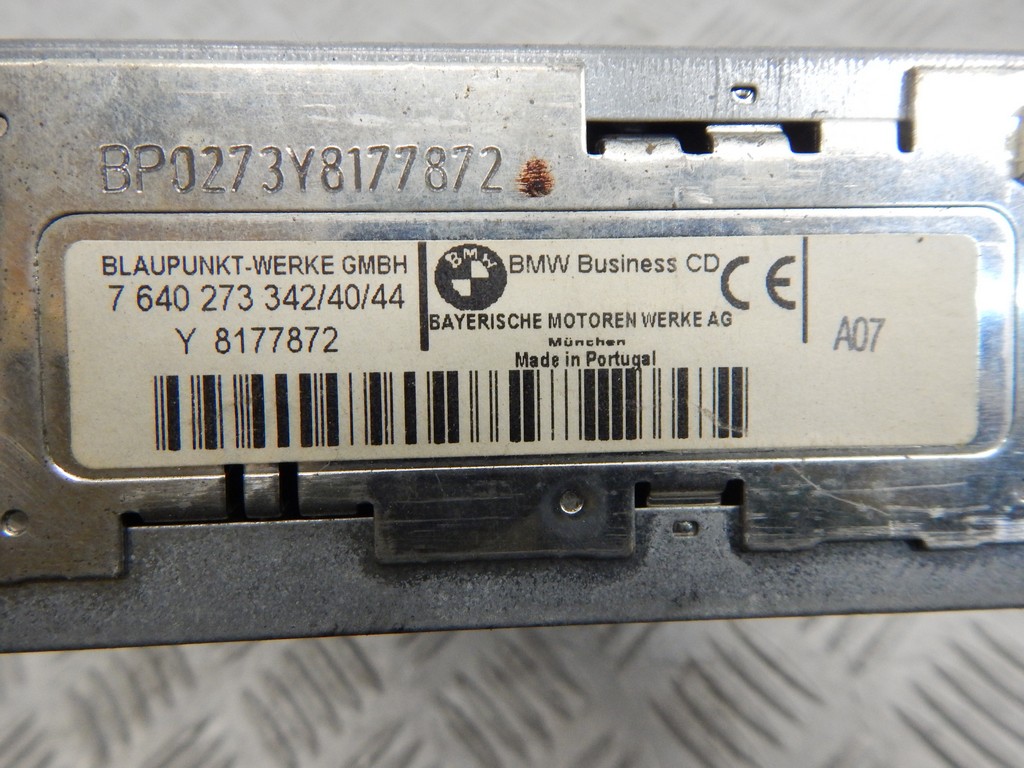 BP0273Y8177872
BLAUPUNKT-WERKE GMBH
7 640 273 342/40/44
Y 8177872
BMW
BMW Business CD CE
BAYERISCHE MOTOREN WERKE AG
München
Made in Portugal
A07